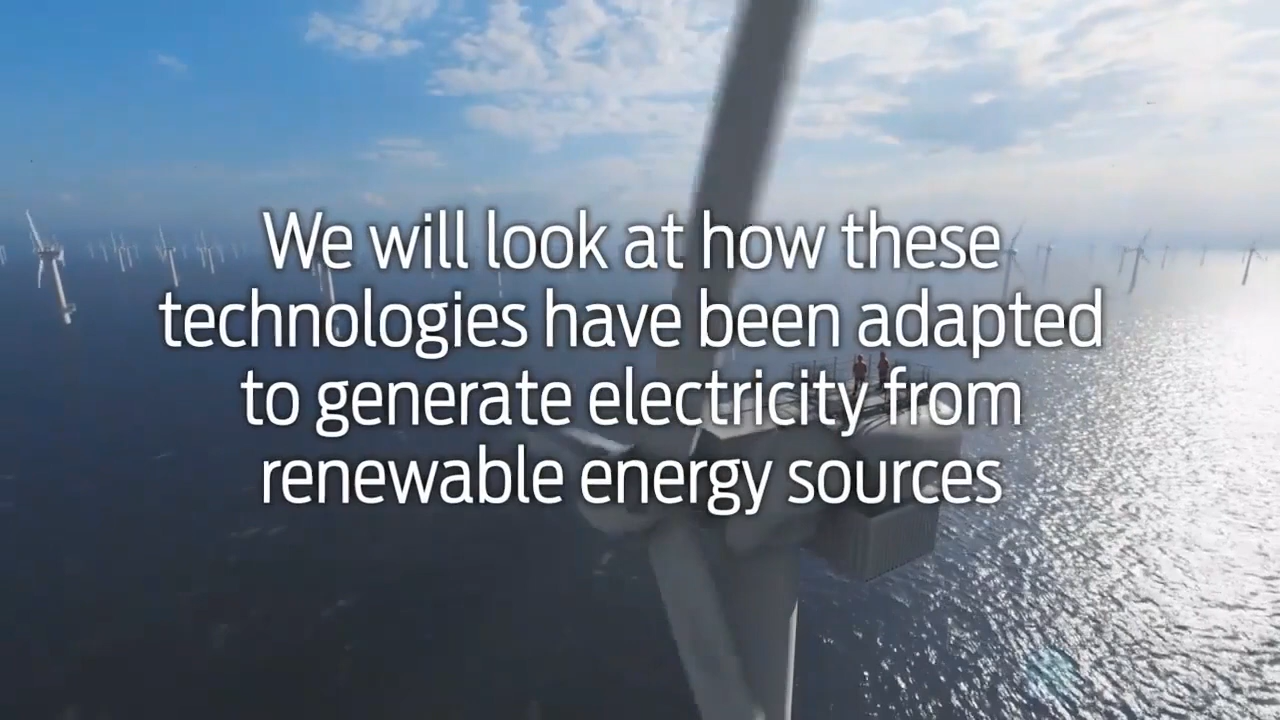 We will look at how these
technologies have been adapted
to generate electricity from
renewable energy sources